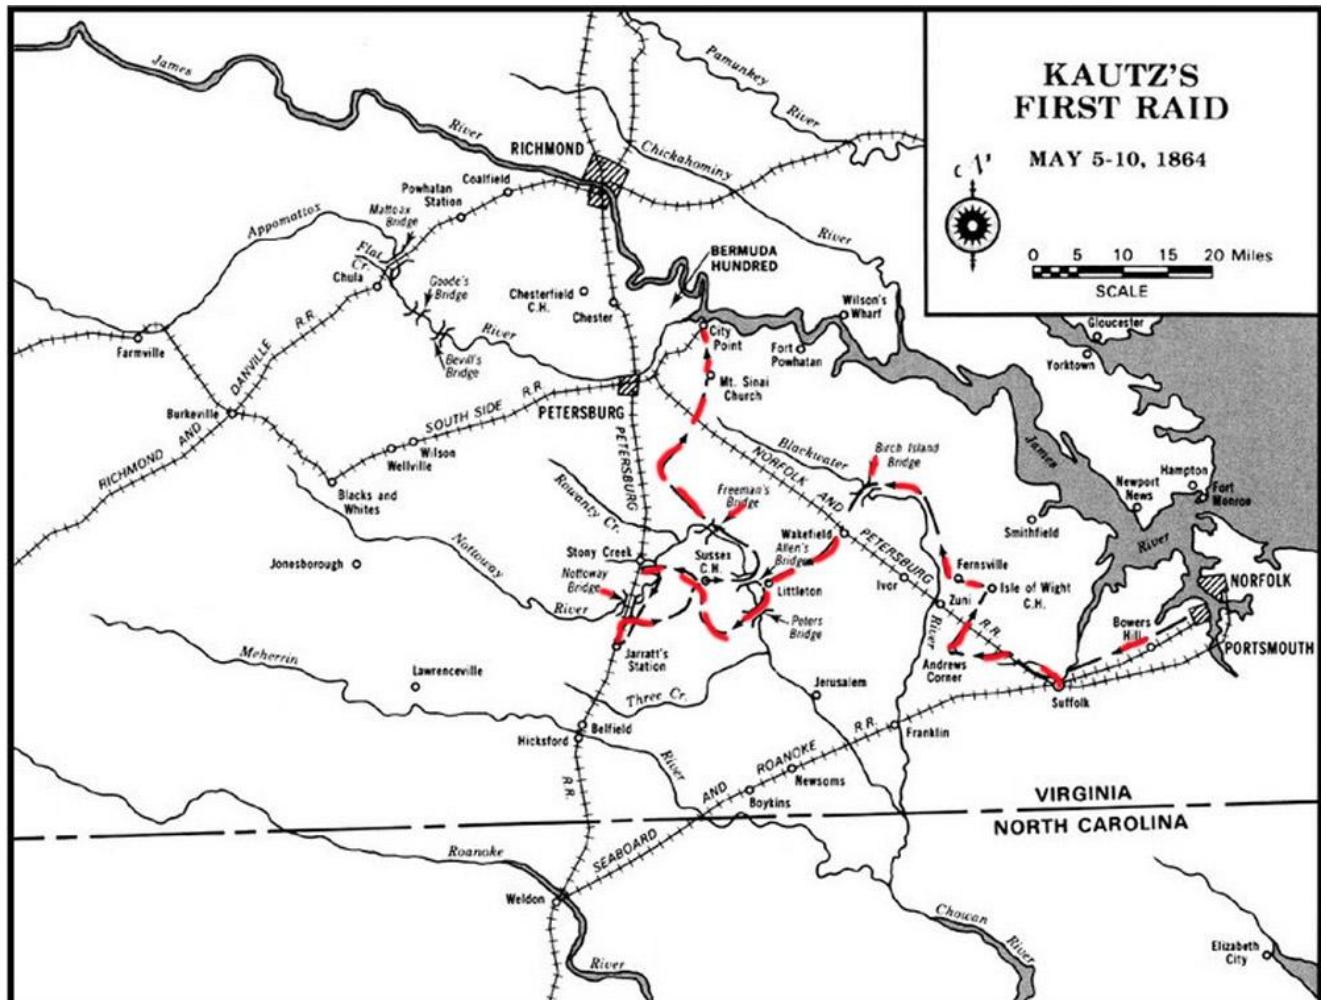 KAUTZ'S
FIRST RAID
MAY 5-10, 1864
N
0 5 10 15 20 Miles
SCALE
James
River
Pamunkey
River
RICHMOND
Chickahominy
River
Coalfield
Powhatan
Station
Mattoax
Bridge
Appomattox
Flat
Cr.
Chula
Goode's
Bridge
BERMUDA
HUNDRED
Chesterfield
C.H.
Chester
Wilson's
Wharf
Gloucester
Yorktown
City
Point
Fort
Powhatan
River
Bevill's
Bridge
Farmville
DANVILLE
R.R.
Mt. Sinai
Church
Burkeville
SOUTH SIDE
R.R.
PETERSBURG
RICHMOND
AND
Wilson
Wellville
Blacks and
Whites
PETERSBURG
NORFOLK
AND
PETERSBURG
R.R.
Blackwater
River
Birch Island
Bridge
James
River
Hampton
Newport
News
Fort
Monroe
Smithfield
Rowanty Cr.
Freeman's
Bridge
Wakefield
Allen's
Bridge
Nottoway
River
Jonesborough
Stony Creek
Sussex
C.H.
Nottoway
Bridge
Littleton
Ivor
Zuni
Fernsville
Isle of Wight
C.H.
NORFOLK
Peters
Bridge
Bowers
Hill
PORTSMOUTH
Jarratt's
Station
Andrews
Corner
Meherrin
River
Lawrenceville
Three Cr.
Jerusalem
Suffolk
Belfield
Hicksford
Franklin
R.R.
SEABOARD
AND
ROANOKE
R.R.
Newsoms
Boykins
VIRGINIA
NORTH CAROLINA
Roanoke
River
Weldon
Chowan
River
Elizabeth
City